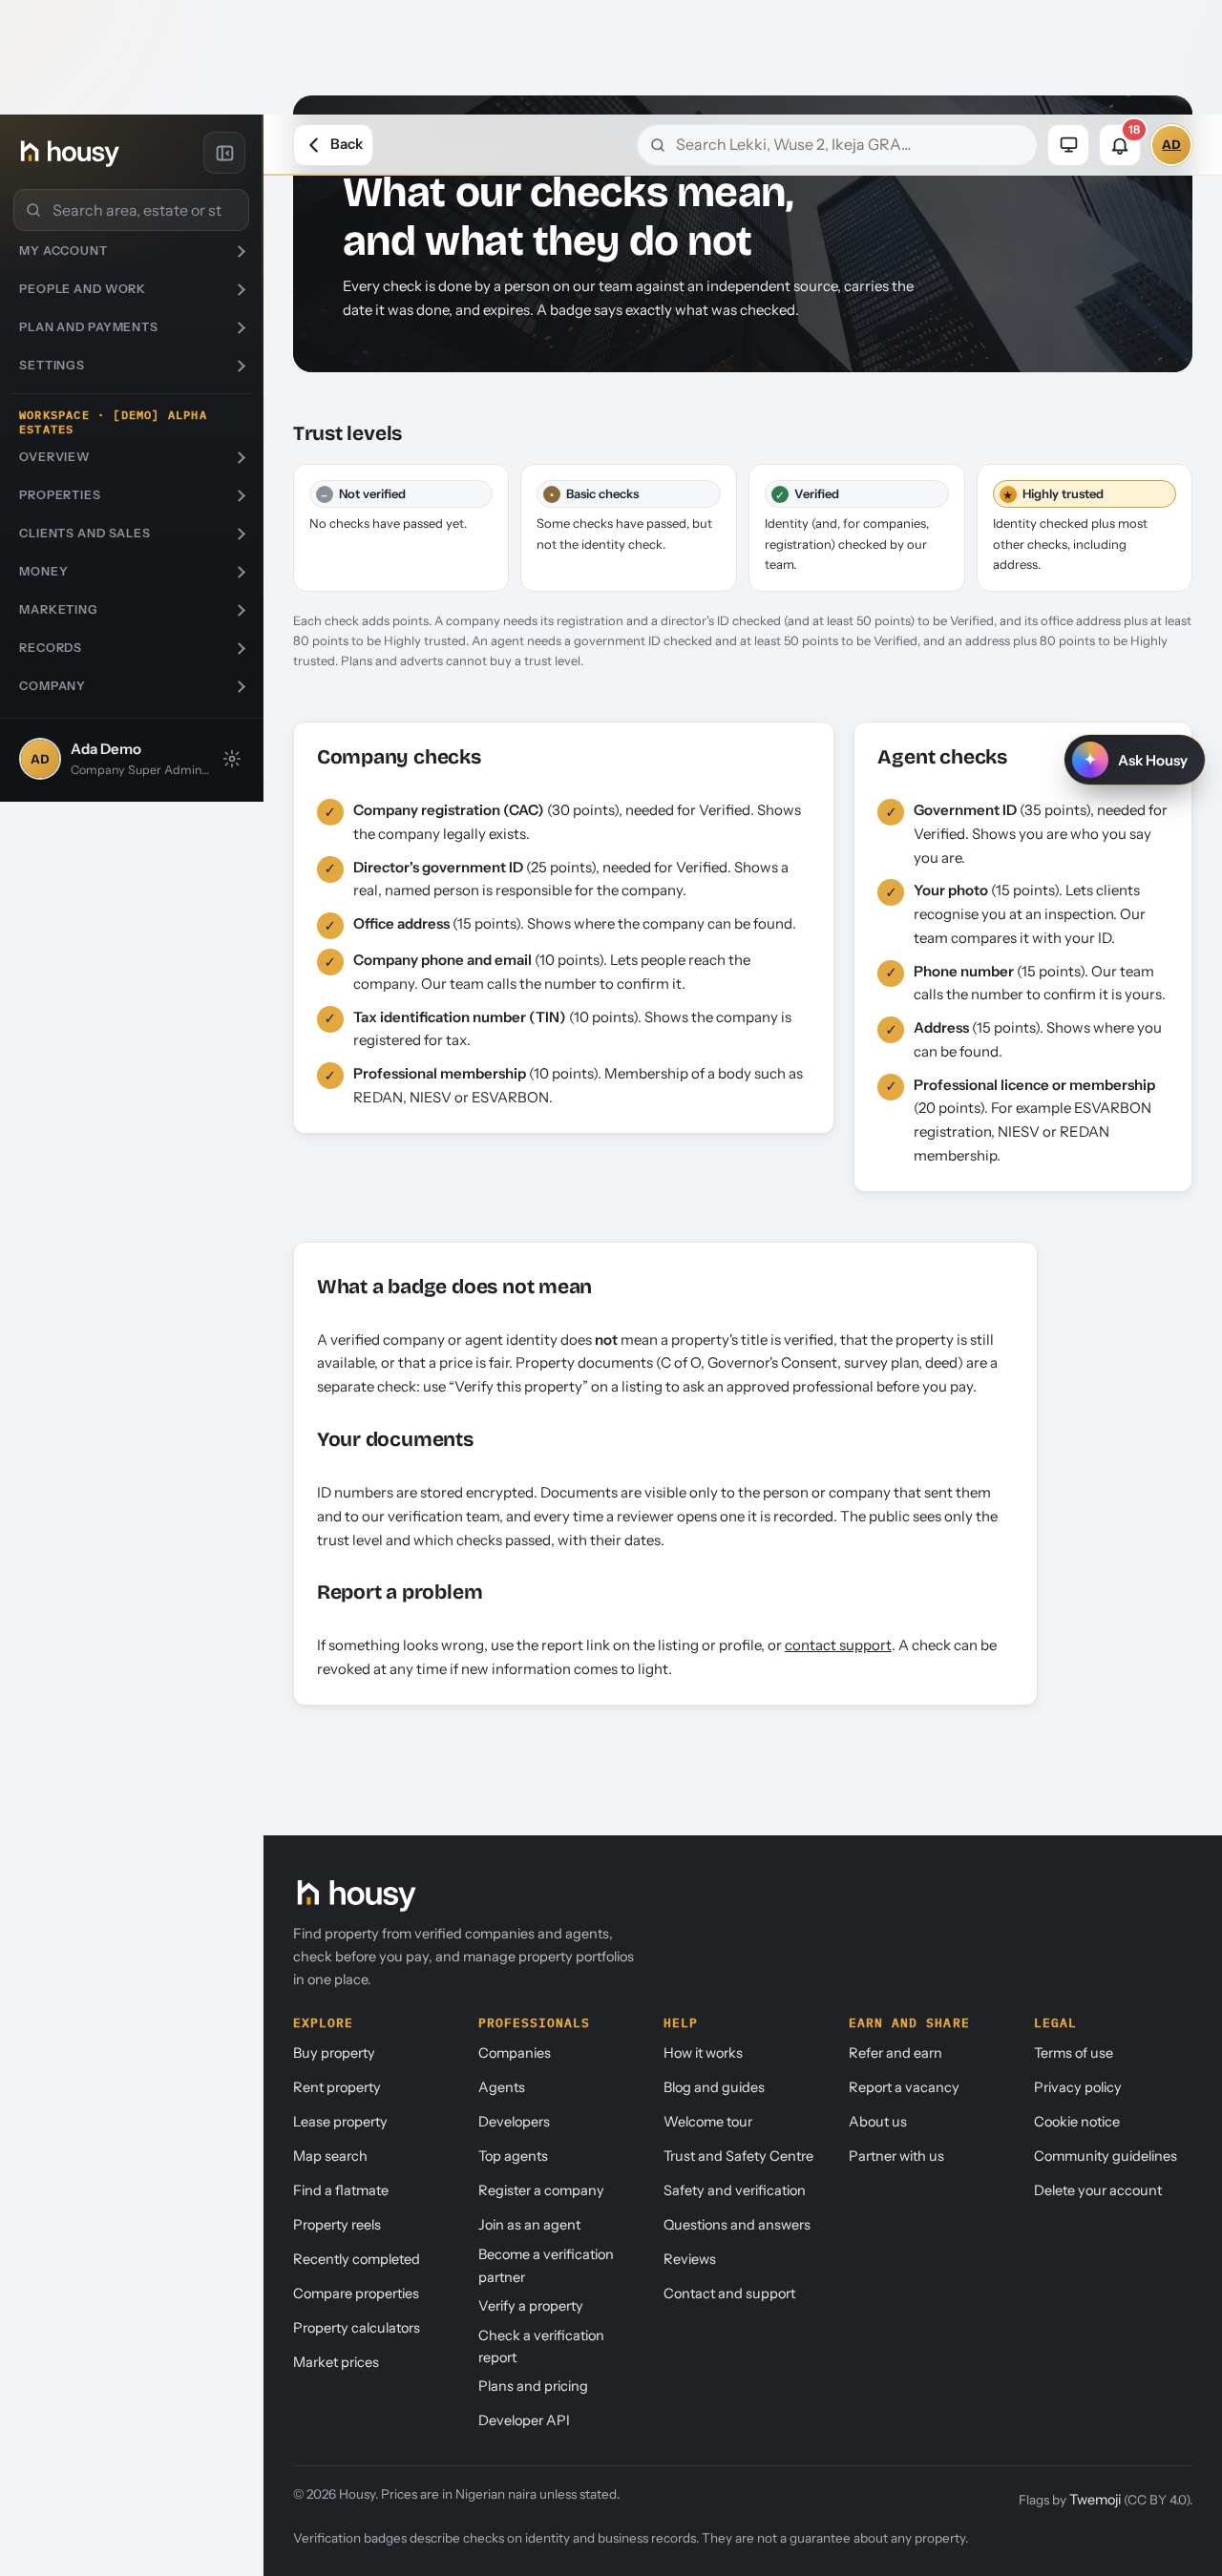 housy
Search area, estate or st
MY ACCOUNT
PEOPLE AND WORK
PLAN AND PAYMENTS
SETTINGS
WORKSPACE · [DEMO] ALPHA
ESTATES
OVERVIEW
PROPERTIES
CLIENTS AND SALES
MONEY
MARKETING
RECORDS
COMPANY
AD
Ada Demo
Company Super Admin...
Back
Search Lekki, Wuse 2, Ikeja GRA...
18
AD
What our checks mean,
and what they do not
Every check is done by a person on our team against an independent source, carries the
date it was done, and expires. A badge says exactly what was checked.
Trust levels
Not verified
No checks have passed yet.
Basic checks
Some checks have passed, but
not the identity check.
Verified
Identity (and, for companies,
registration) checked by our
team.
Highly trusted
Identity checked plus most
other checks, including
address.
Each check adds points. A company needs its registration and a director's ID checked (and at least 50 points) to be Verified, and its office address plus at least
80 points to be Highly trusted. An agent needs a government ID checked and at least 50 points to be Verified, and an address plus 80 points to be Highly
trusted. Plans and adverts cannot buy a trust level.
Company checks
Company registration (CAC) (30 points), needed for Verified. Shows
the company legally exists.
Director's government ID (25 points), needed for Verified. Shows a
real, named person is responsible for the company.
Office address (15 points). Shows where the company can be found.
Company phone and email (10 points). Lets people reach the
company. Our team calls the number to confirm it.
Tax identification number (TIN) (10 points). Shows the company is
registered for tax.
Professional membership (10 points). Membership of a body such as
REDAN, NIESV or ESVARBON.
Agent checks
Ask Housy
Government ID (35 points), needed for
Verified. Shows you are who you say
you are.
Your photo (15 points). Lets clients
recognise you at an inspection. Our
team compares it with your ID.
Phone number (15 points). Our team
calls the number to confirm it is yours.
Address (15 points). Shows where you
can be found.
Professional licence or membership
(20 points). For example ESVARBON
registration, NIESV or REDAN
membership.
What a badge does not mean
A verified company or agent identity does not mean a property's title is verified, that the property is still
available, or that a price is fair. Property documents (C of O, Governor's Consent, survey plan, deed) are a
separate check: use “Verify this property” on a listing to ask an approved professional before you pay.
Your documents
ID numbers are stored encrypted. Documents are visible only to the person or company that sent them
and to our verification team, and every time a reviewer opens one it is recorded. The public sees only the
trust level and which checks passed, with their dates.
Report a problem
If something looks wrong, use the report link on the listing or profile, or contact support. A check can be
revoked at any time if new information comes to light.
housy
Find property from verified companies and agents,
check before you pay, and manage property portfolios
in one place.
EXPLORE
Buy property
Rent property
Lease property
Map search
Find a flatmate
Property reels
Recently completed
Compare properties
Property calculators
Market prices
PROFESSIONALS
Companies
Agents
Developers
Top agents
Register a company
Join as an agent
Become a verification
partner
Verify a property
Check a verification
report
Plans and pricing
Developer API
HELP
How it works
Blog and guides
Welcome tour
Trust and Safety Centre
Safety and verification
Questions and answers
Reviews
Contact and support
EARN AND SHARE
Refer and earn
Report a vacancy
About us
Partner with us
LEGAL
Terms of use
Privacy policy
Cookie notice
Community guidelines
Delete your account
© 2026 Housy. Prices are in Nigerian naira unless stated.
Flags by Twemoji (CC BY 4.0).
Verification badges describe checks on identity and business records. They are not a guarantee about any property.